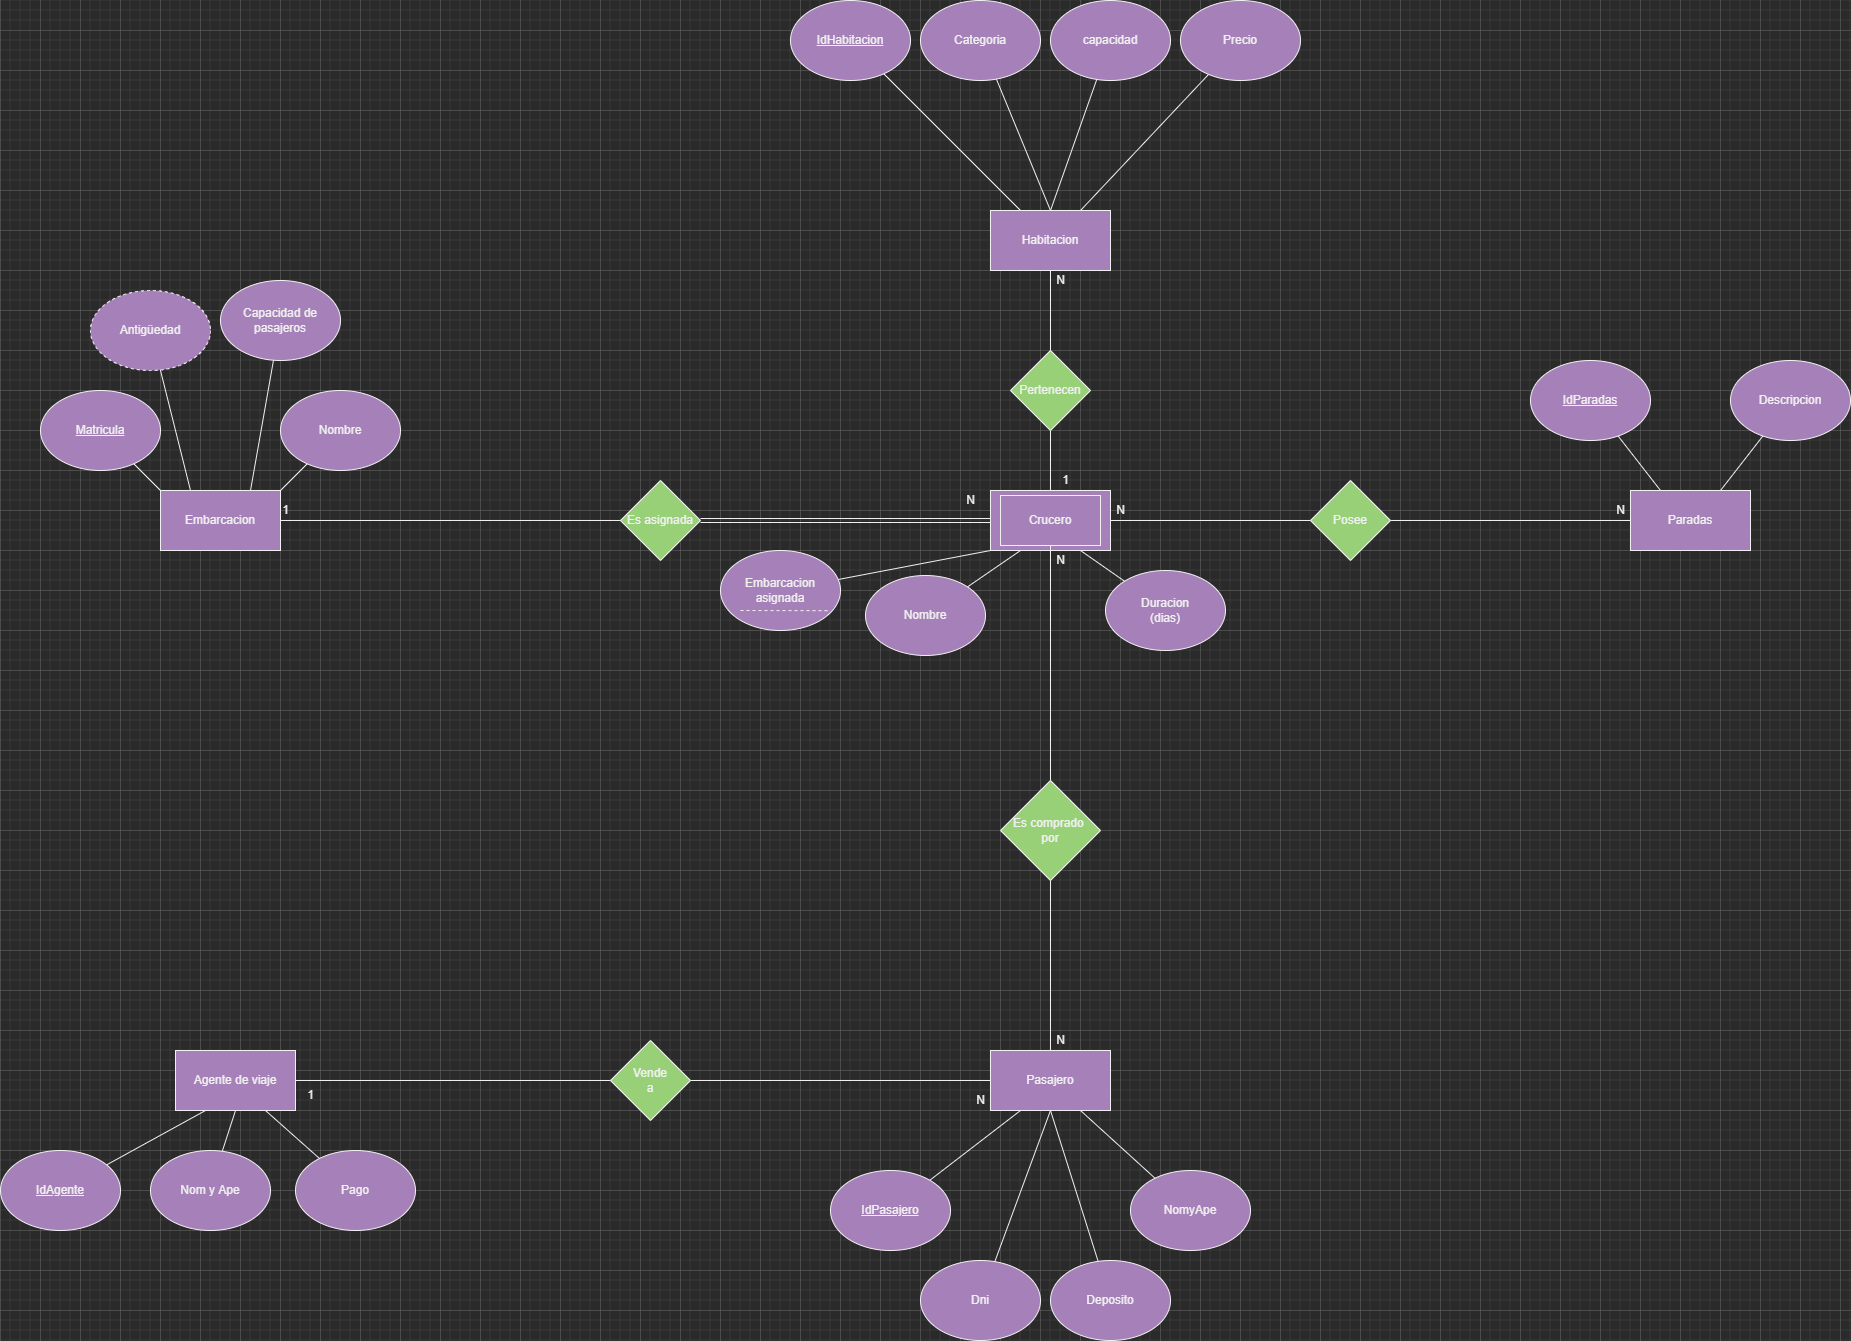 IdHabitacion
Categoria
capacidad
Precio
Habitacion
N
Antigüedad
Capacidad de
pasajeros
Matricula
Nombre
Pertenecen
IdParadas
Descripcion
1
N
Embarcacion
1
Es asignada
Crucero
N
Posee
N
Paradas
N
Embarcacion
asignada
Nombre
Duracion
(dias)
Es comprado
por
N
Agente de viaje
1
Vende
a
N
Pasajero
IdAgente
Nom y Ape
Pago
IdPasajero
NomyApe
Dni
Deposito